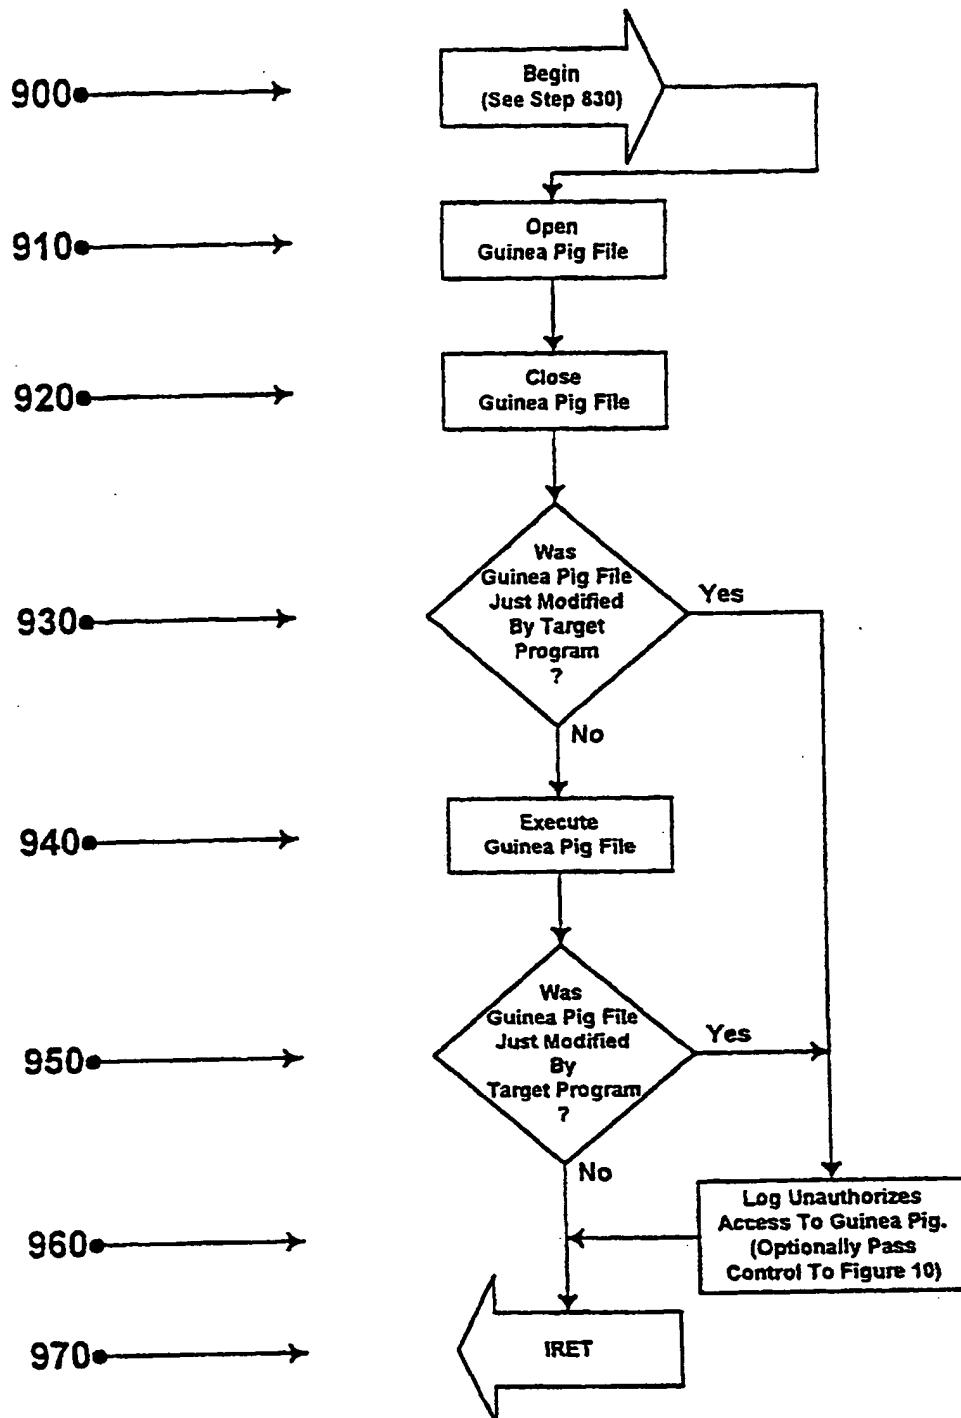 900
Begin
(See Step 830)
910
Open
Guinea Pig File
920
Close
Guinea Pig File
930
Was
Guinea Pig File
Just Modified
By Target
Program
?
Yes
No
940
Execute
Guinea Pig File
950
Was
Guinea Pig File
Just Modified
By
Target Program
?
Yes
No
960
Log Unauthorizes
Access To Guinea Pig.
(Optionally Pass
Control To Figure 10)
970
IRET